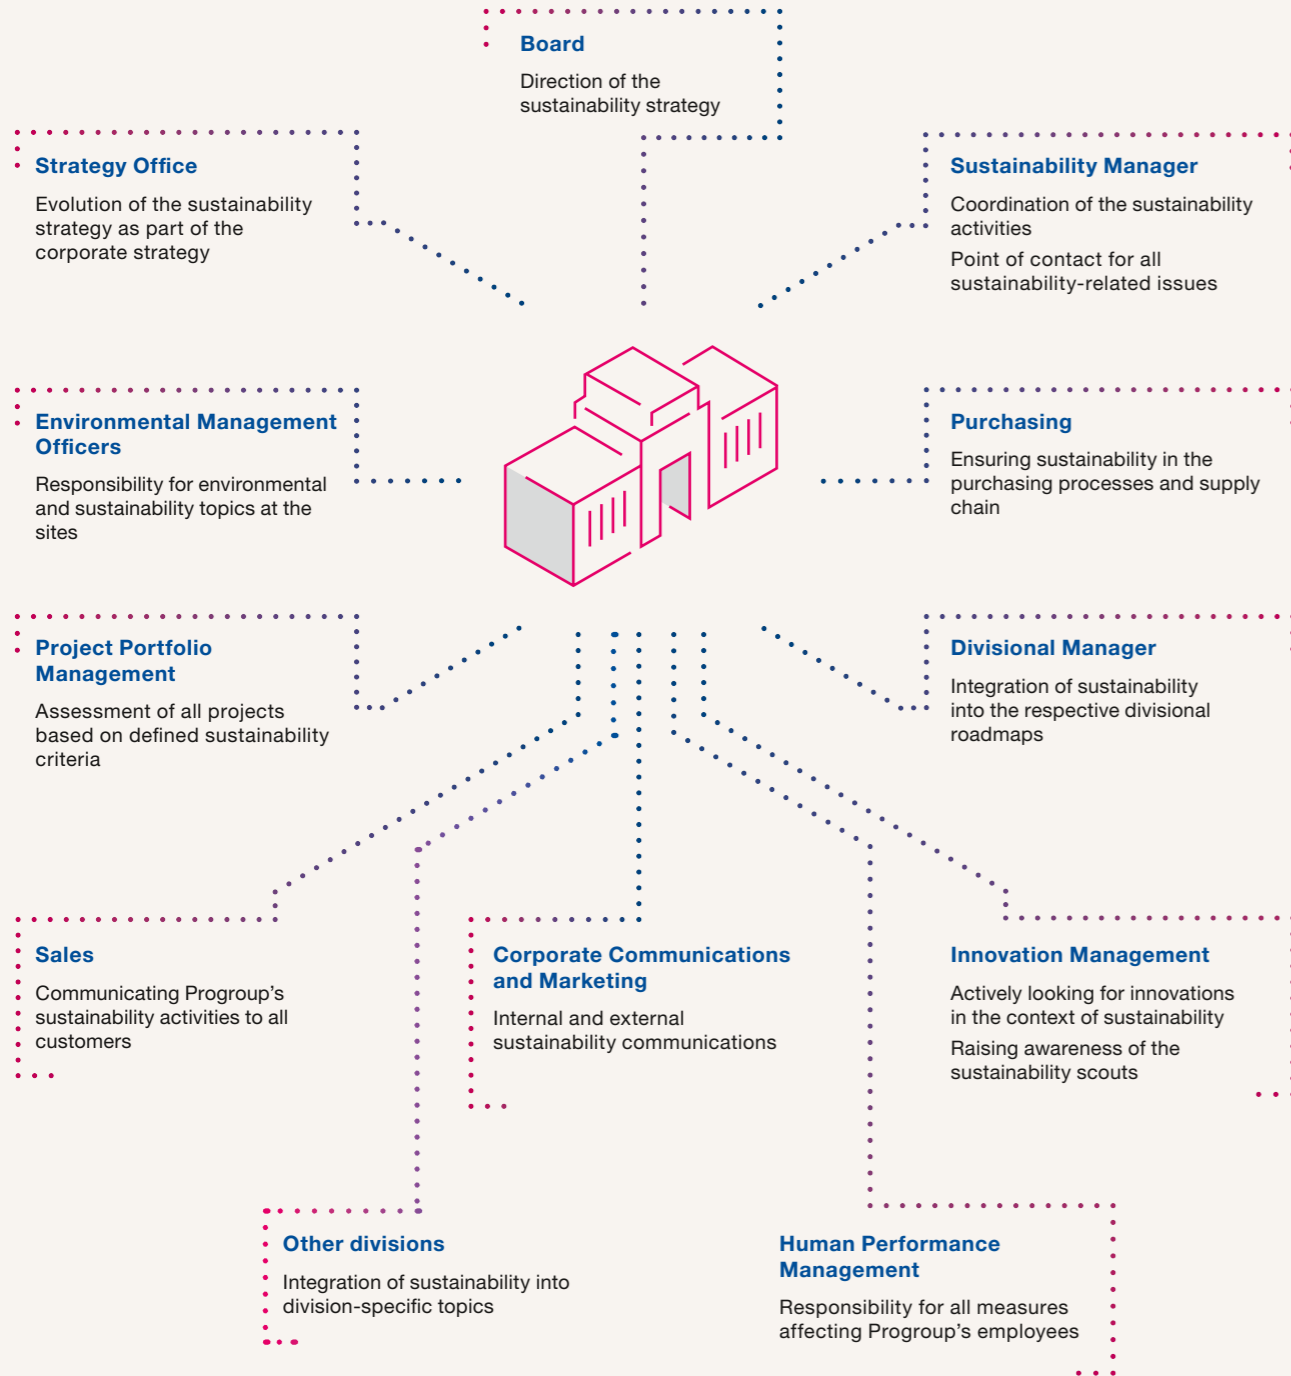 Board
Direction of the
sustainability strategy
Strategy Office
Evolution of the sustainability
strategy as part of the
corporate strategy
Sustainability Manager
Coordination of the sustainability
activities
Point of contact for all
sustainability-related issues
Environmental Management
Officers
Responsibility for environmental
and sustainability topics at the
sites
Purchasing
Ensuring sustainability in the
purchasing processes and supply
chain
Project Portfolio
Management
Assessment of all projects
based on defined sustainability
criteria
Divisional Manager
Integration of sustainability
into the respective divisional
roadmaps
Sales
Communicating Progroup’s
sustainability activities to all
customers
Corporate Communications
and Marketing
Internal and external
sustainability communications
Innovation Management
Actively looking for innovations
in the context of sustainability
Raising awareness of the
sustainability scouts
Other divisions
Integration of sustainability into
division-specific topics
Human Performance
Management
Responsibility for all measures
affecting Progroup’s employees